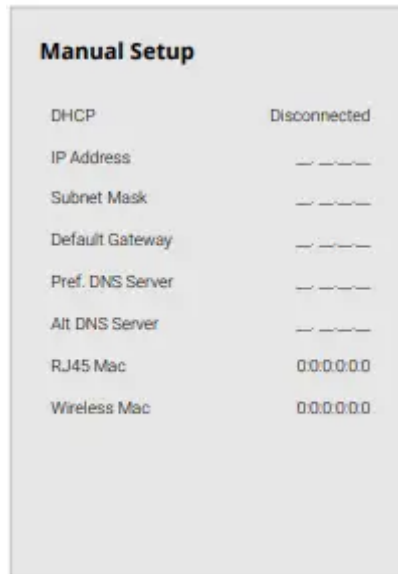 Manual Setup
DHCP Disconnected
IP Address __.__.__.__
Subnet Mask __.__.__.__
Default Gateway __.__.__.__
Pref. DNS Server __.__.__.__
Alt DNS Server __.__.__.__
RJ45 Mac 0:0:0:0:0:0
Wireless Mac 0:0:0:0:0:0